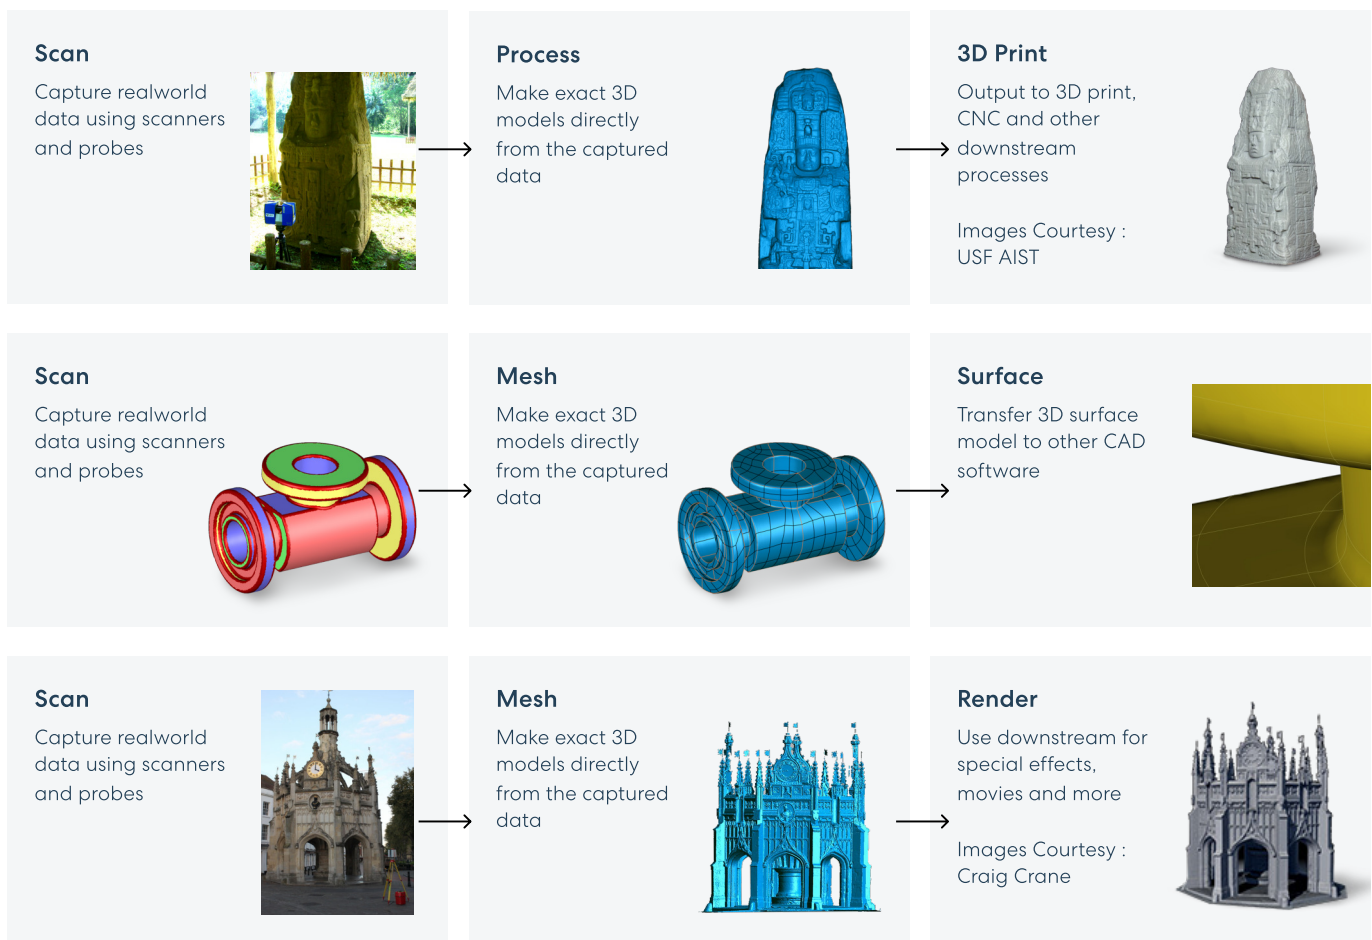 Scan
Capture realworld
data using scanners
and probes
Process
Make exact 3D
models directly
from the captured
data
3D Print
Output to 3D print,
CNC and other
downstream
processes
Images Courtesy :
USF AIST
Scan
Capture realworld
data using scanners
and probes
Mesh
Make exact 3D
models directly
from the captured
data
Surface
Transfer 3D surface
model to other CAD
software
Scan
Capture realworld
data using scanners
and probes
Mesh
Make exact 3D
models directly
from the captured
data
Render
Use downstream for
special effects,
movies and more
Images Courtesy :
Craig Crane